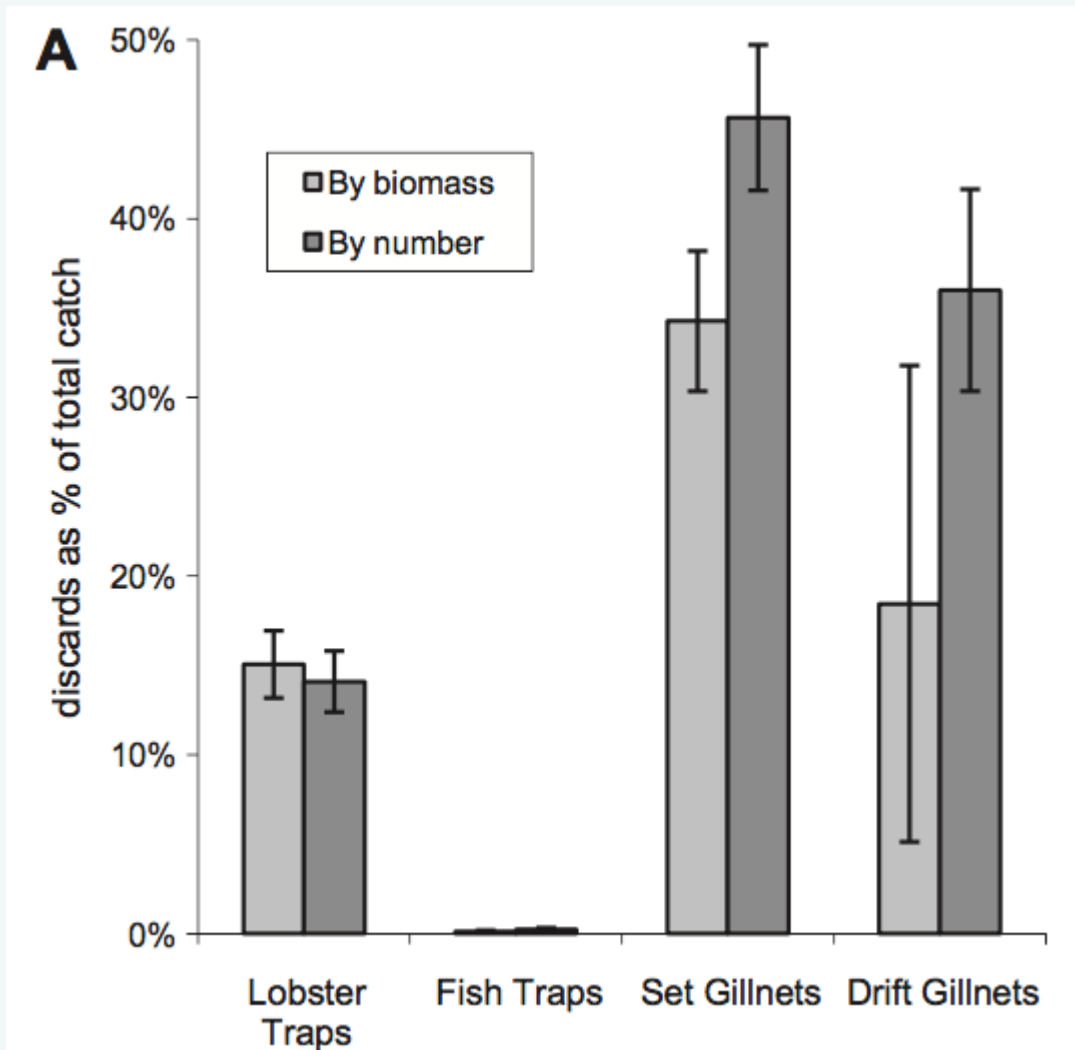 A
50%
By biomass
By number
40%
30%
20%
10%
0%
discards as % of total catch
Lobster
Traps
Fish Traps
Set Gillnets
Drift Gillnets